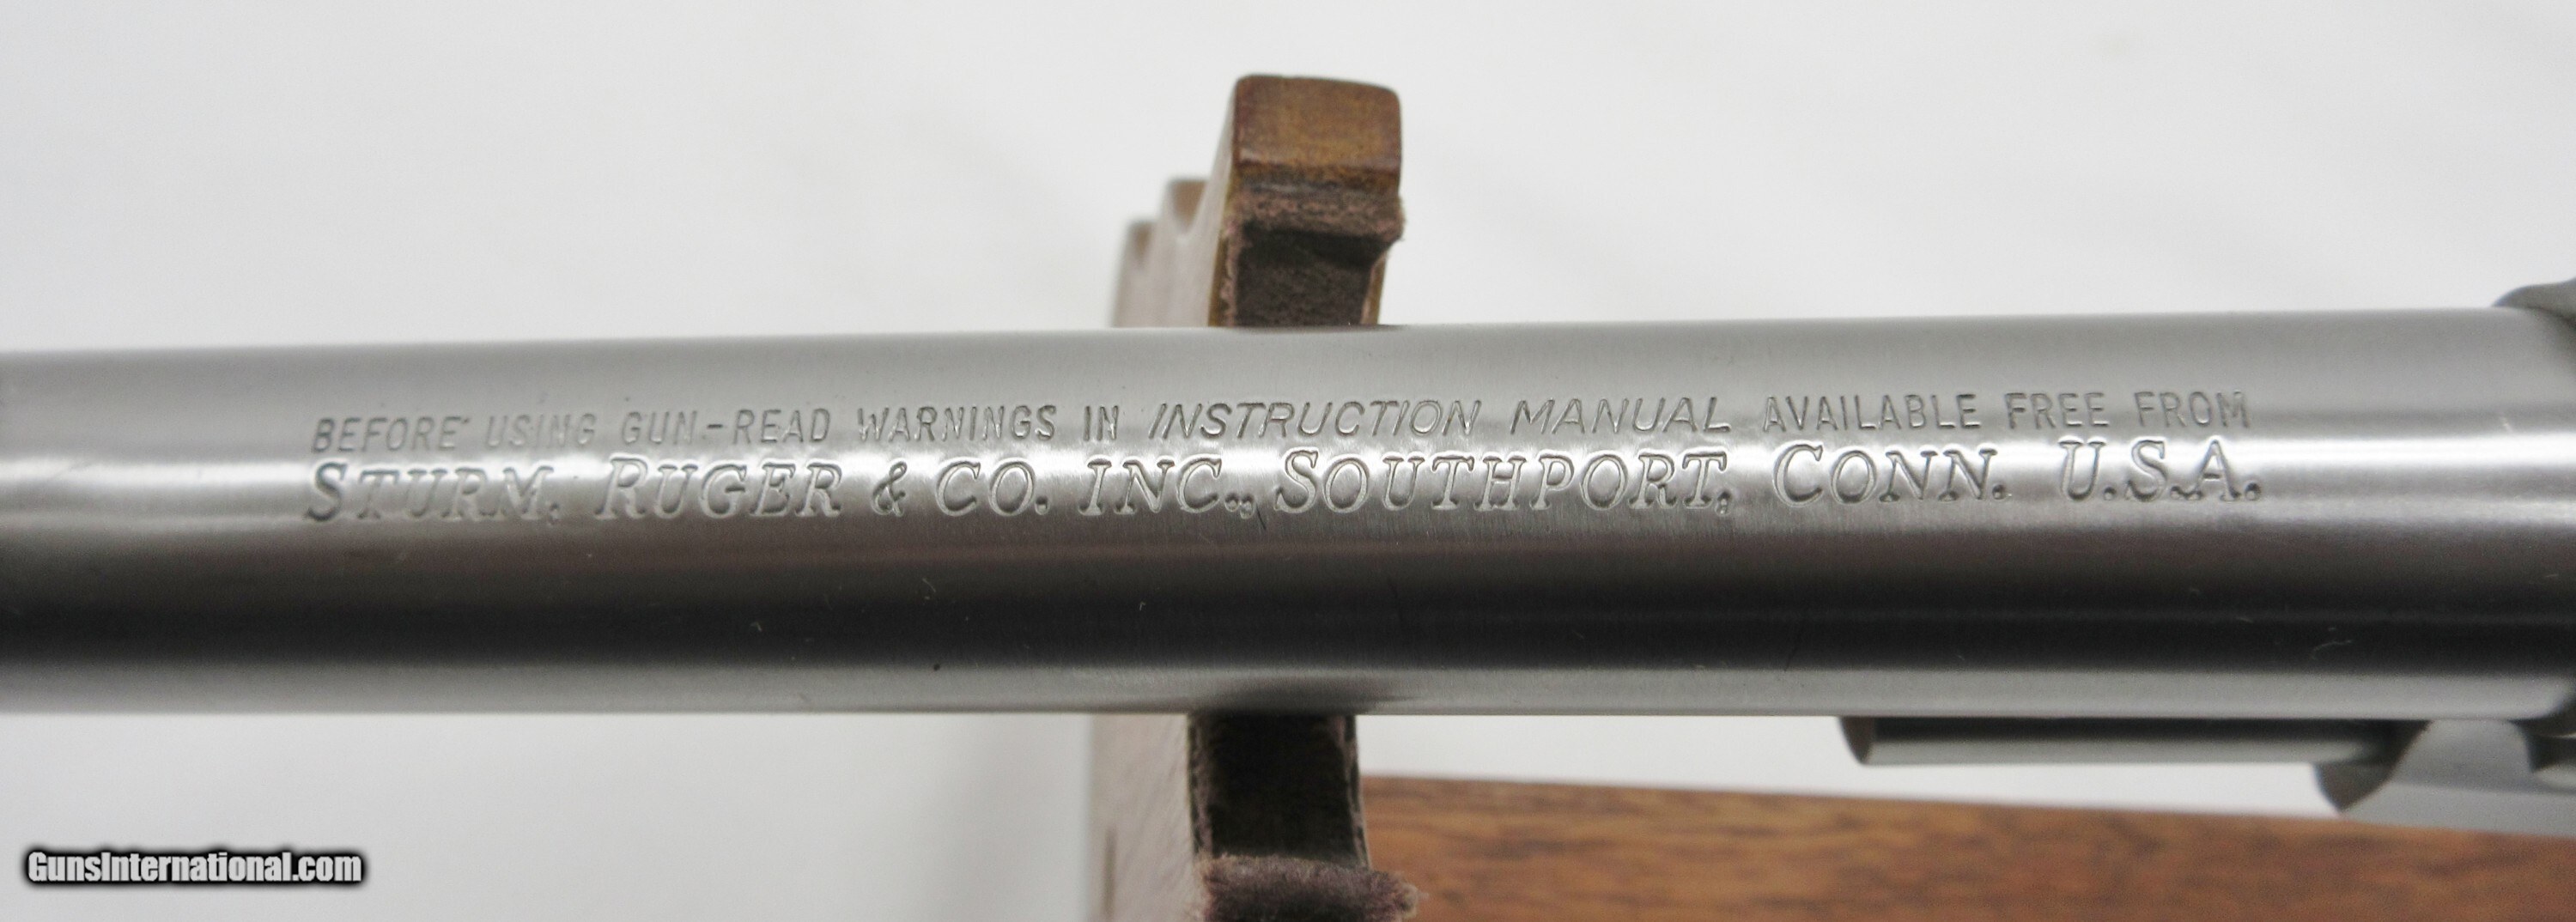 BEFORE USING GUN-READ WARNINGS IN INSTRUCTION MANUAL AVAILABLE FREE FROM
STURM, RUGER & CO. INC., SOUTHPORT, CONN. U.S.A.
GunsInternational.com